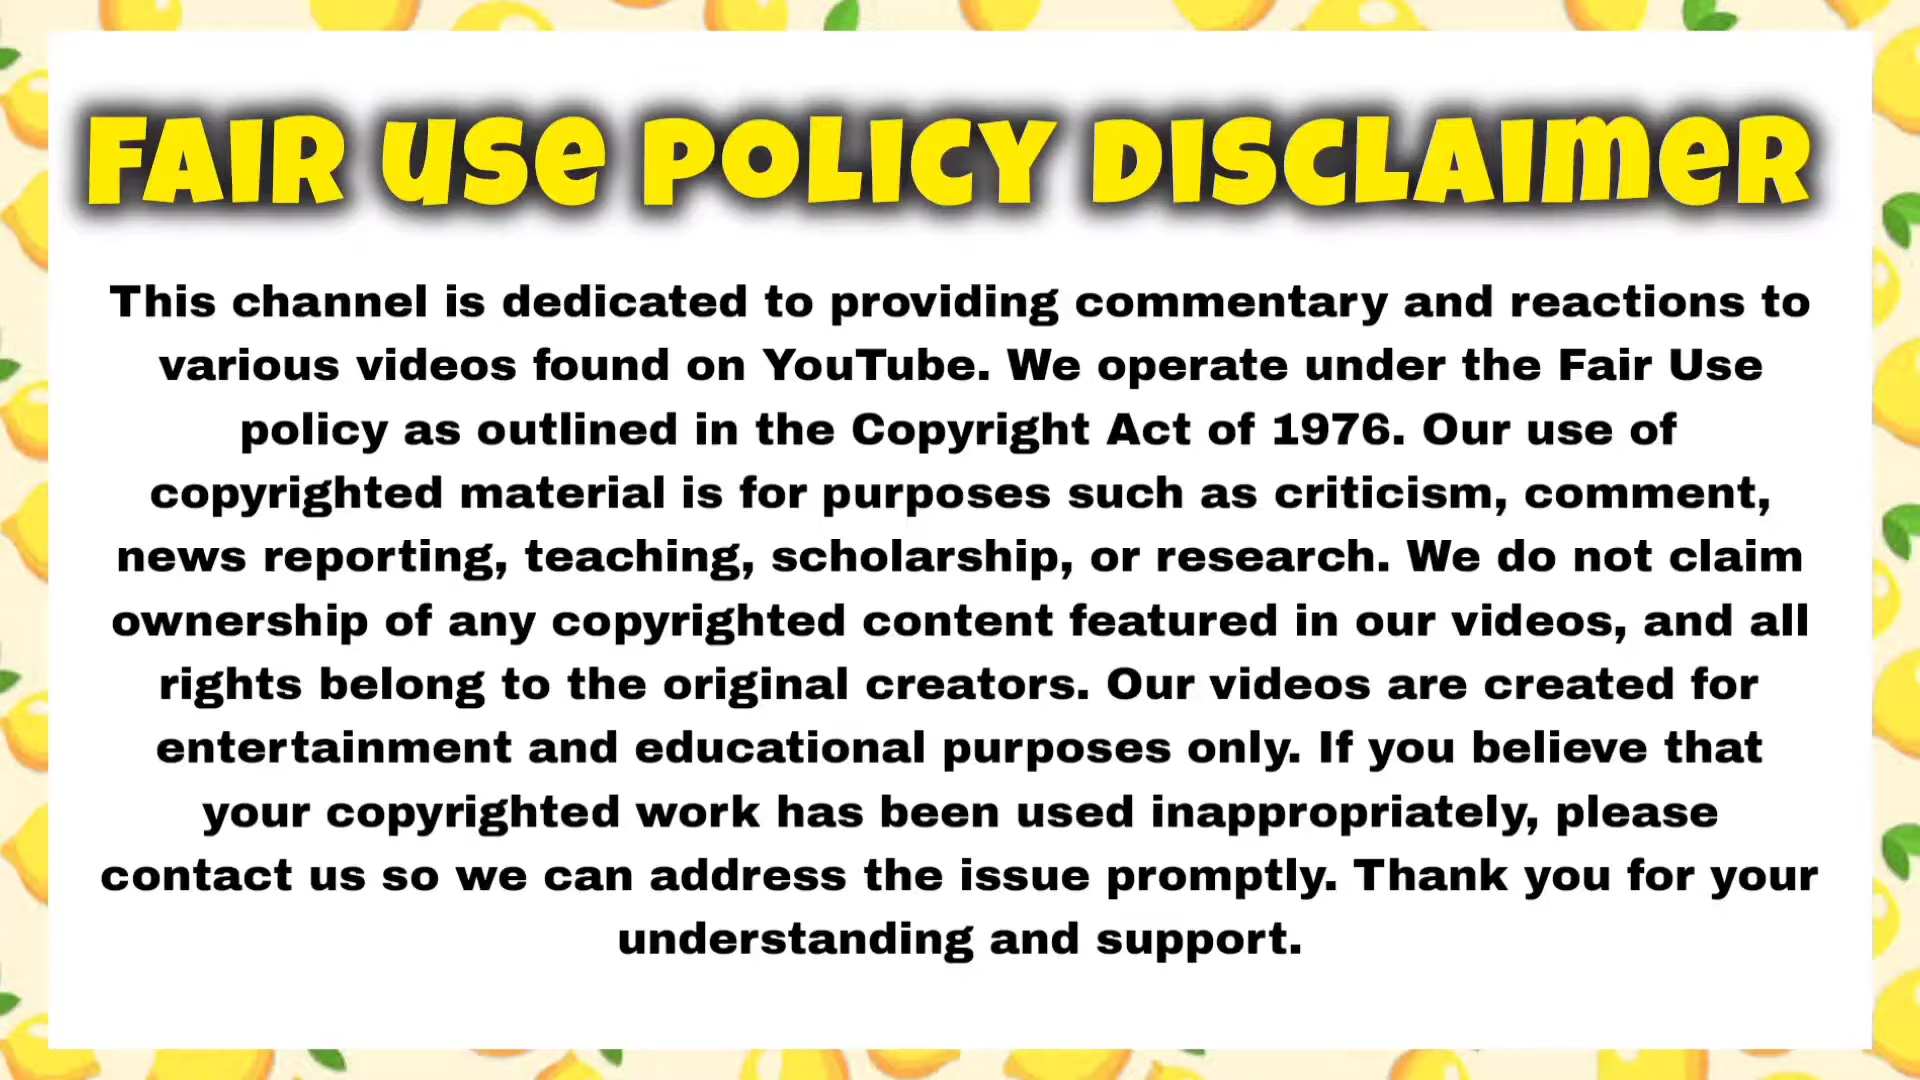 FAIR USE POLICY DISCLAIMER
This channel is dedicated to providing commentary and reactions to
various videos found on YouTube. We operate under the Fair Use
policy as outlined in the Copyright Act of 1976. Our use of
copyrighted material is for purposes such as criticism, comment,
news reporting, teaching, scholarship, or research. We do not claim
ownership of any copyrighted content featured in our videos, and all
rights belong to the original creators. Our videos are created for
entertainment and educational purposes only. If you believe that
your copyrighted work has been used inappropriately, please
contact us so we can address the issue promptly. Thank you for your
understanding and support.